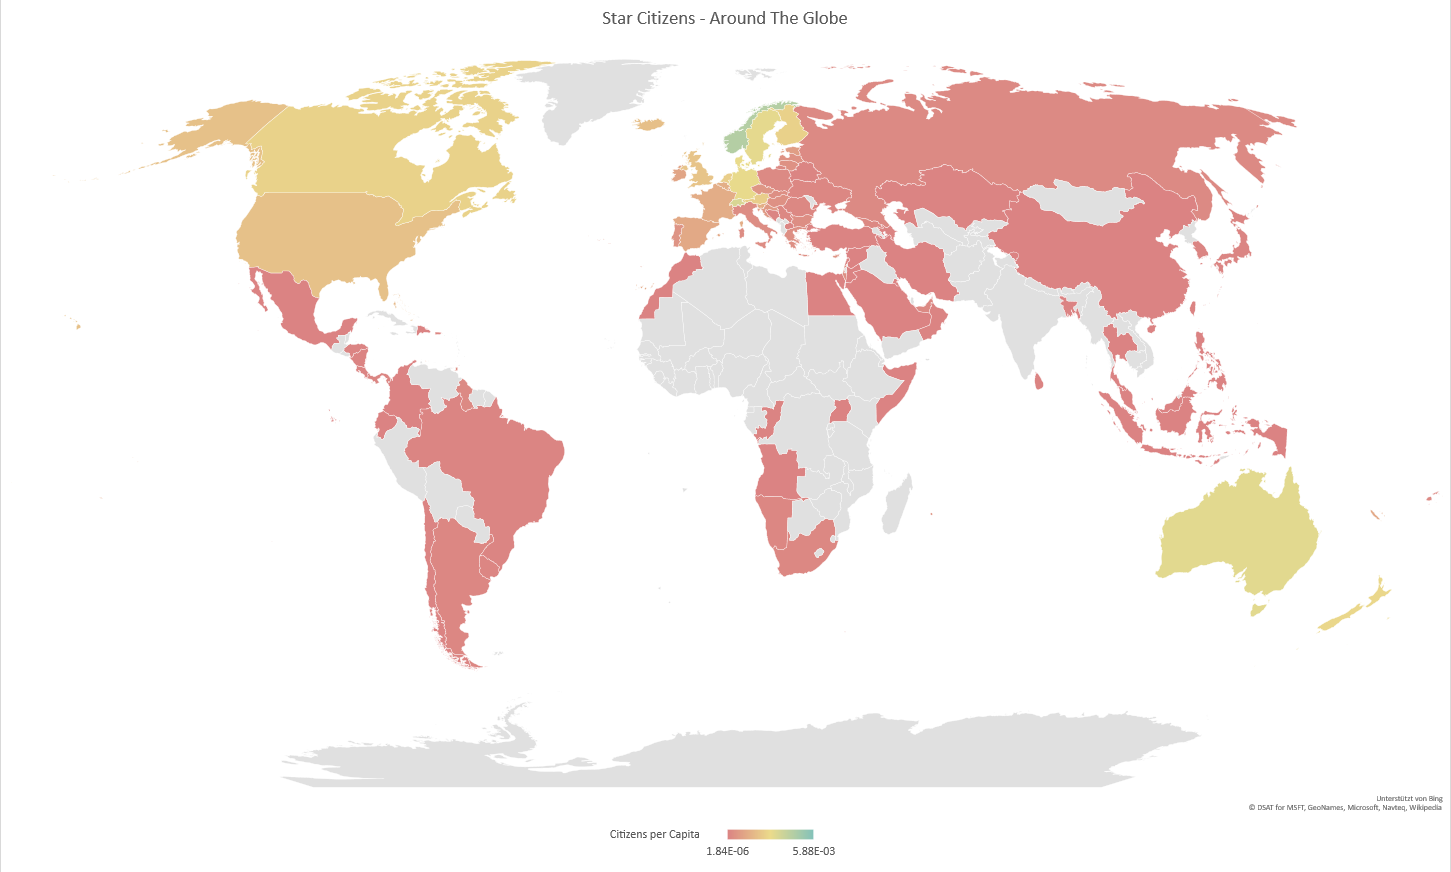 Star Citizens - Around The Globe
Unterstützt von Bing
© DSAT for MSFT, GeoNames, Microsoft, Navteq, Wikipedia
Citizens per Capita
1.84E-06 5.88E-03